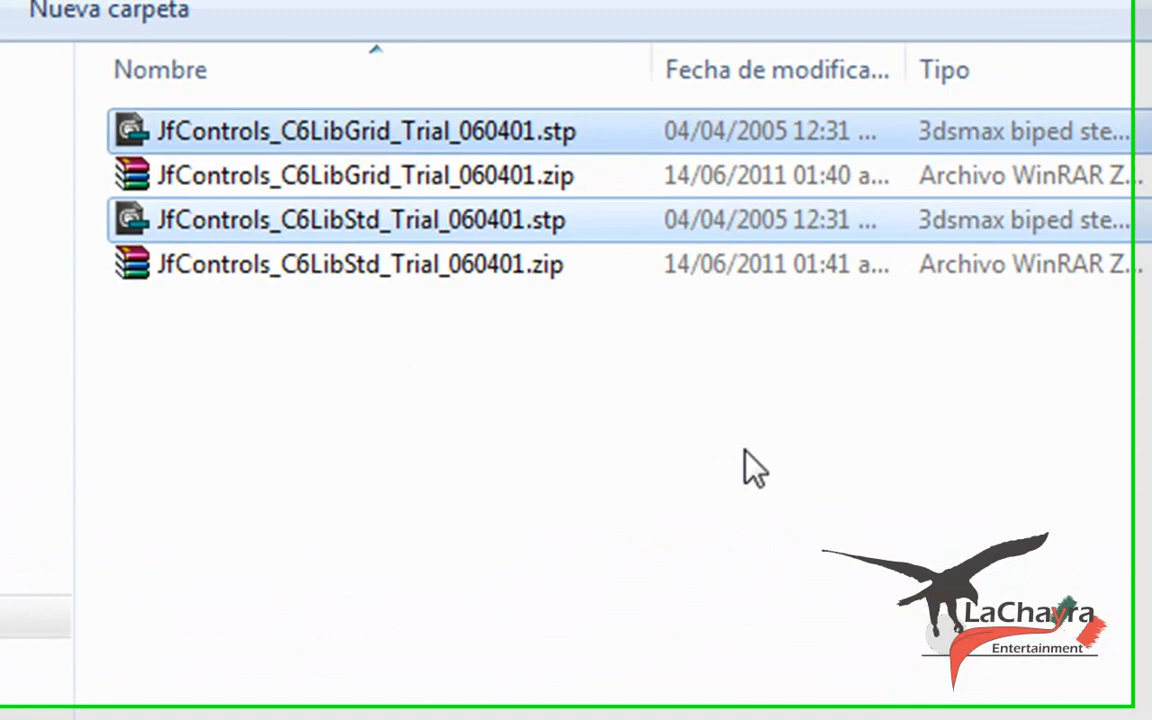 Nueva carpeta
Nombre Fecha de modifica... Tipo
JfControls_C6LibGrid_Trial_060401.stp 04/04/2005 12:31 ... 3dsmax biped ste...
JfControls_C6LibGrid_Trial_060401.zip 14/06/2011 01:40 a... Archivo WinRAR Z...
JfControls_C6LibStd_Trial_060401.stp 04/04/2005 12:31 ... 3dsmax biped ste...
JfControls_C6LibStd_Trial_060401.zip 14/06/2011 01:41 a... Archivo WinRAR Z...
LaChayra
Entertainment